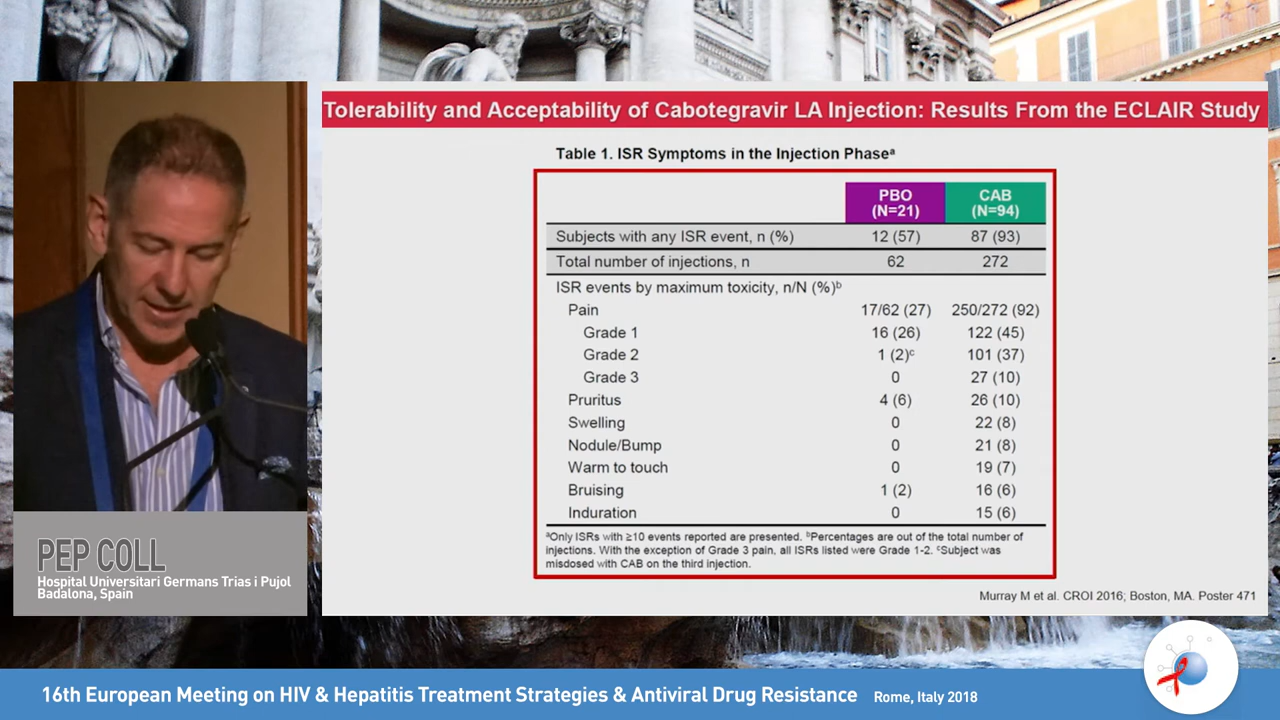 Tolerability and Acceptability of Cabotegravir LA Injection: Results From the ECLAIR Study
Table 1. ISR Symptoms in the Injection Phaseᵃ
PBO (N=21) CAB (N=94)
Subjects with any ISR event, n (%) 12 (57) 87 (93)
Total number of injections, n 62 272
ISR events by maximum toxicity, n/N (%)ᵇ
Pain 17/62 (27) 250/272 (92)
Grade 1 16 (26) 122 (45)
Grade 2 1 (2)ᶜ 101 (37)
Grade 3 0 27 (10)
Pruritus 4 (6) 26 (10)
Swelling 0 22 (8)
Nodule/Bump 0 21 (8)
Warm to touch 0 19 (7)
Bruising 1 (2) 16 (6)
Induration 0 15 (6)
ᵃOnly ISRs with ≥10 events reported are presented. ᵇPercentages are out of the total number of
injections. With the exception of Grade 3 pain, all ISRs listed were Grade 1-2. ᶜSubject was
misdosed with CAB on the third injection.
Murray M et al. CROI 2016; Boston, MA. Poster 471
PEP COLL
Hospital Universitari Germans Trias i Pujol
Badalona, Spain
16th European Meeting on HIV & Hepatitis Treatment Strategies & Antiviral Drug Resistance Rome, Italy 2018